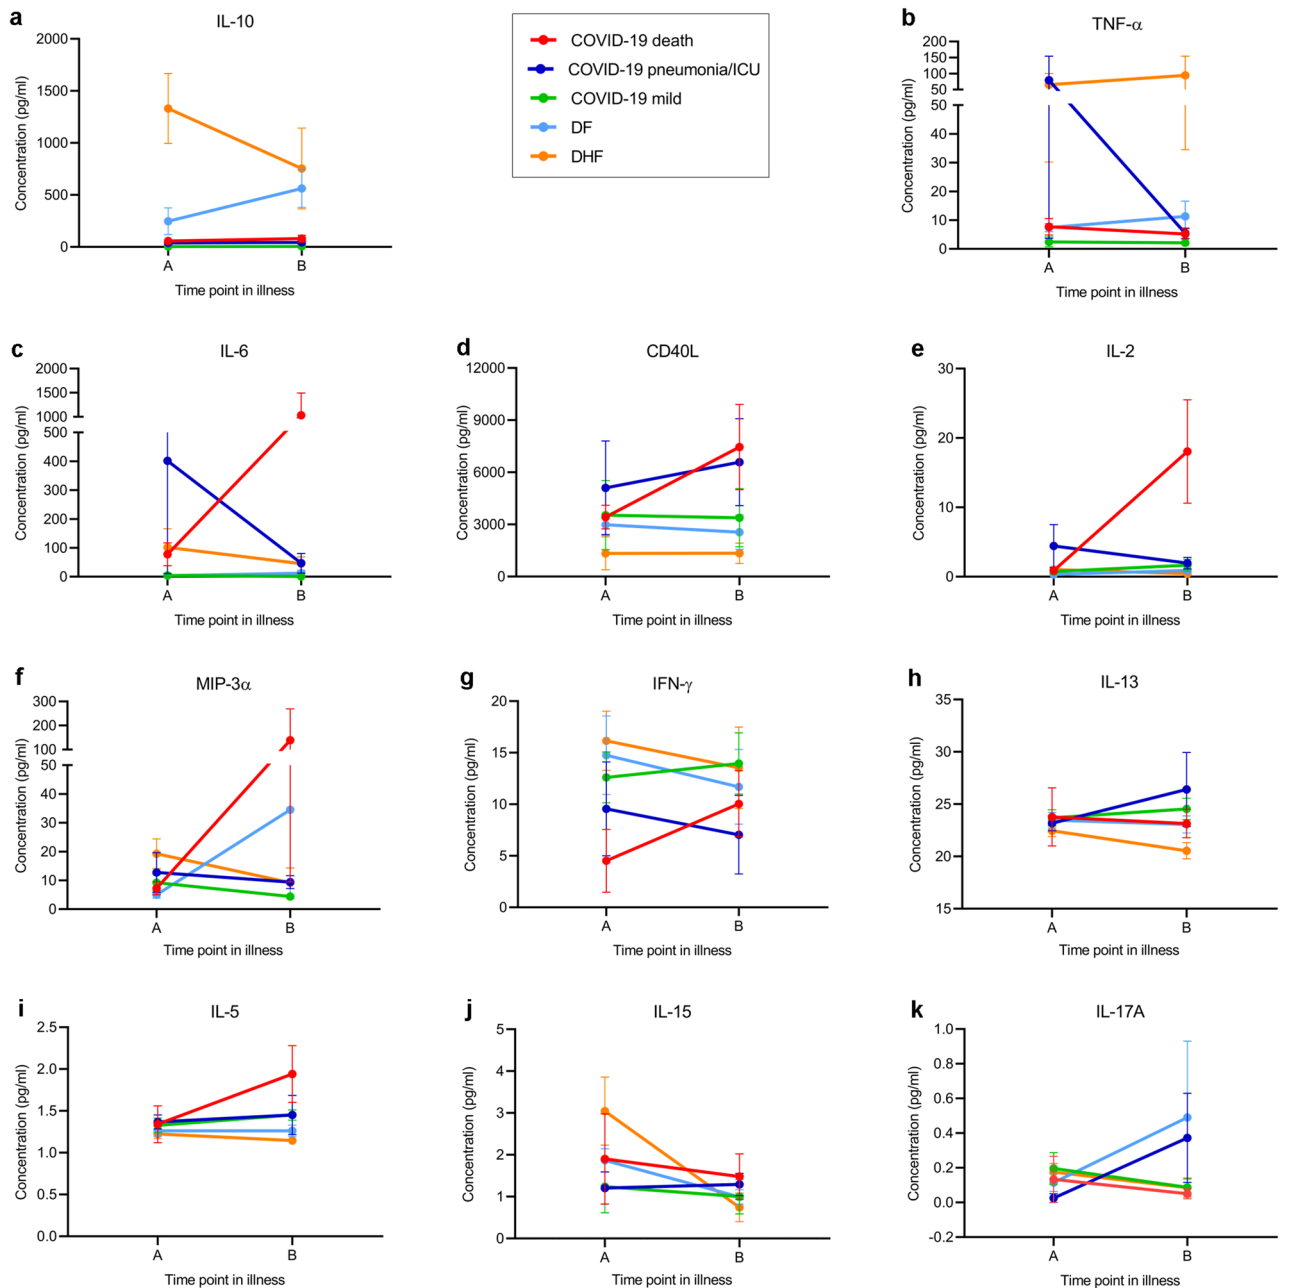 a
IL-10
Concentration (pg/ml)
2000
1500
1000
500
0
A
B
Time point in illness
COVID-19 death
COVID-19 pneumonia/ICU
COVID-19 mild
DF
DHF
b
TNF-α
Concentration (pg/ml)
200
150
100
50
50
40
30
20
10
0
A
B
Time point in illness
c
IL-6
Concentration (pg/ml)
2000
1500
1000
500
400
300
200
100
0
A
B
Time point in illness
d
CD40L
Concentration (pg/ml)
12000
9000
6000
3000
0
A
B
Time point in illness
e
IL-2
Concentration (pg/ml)
30
20
10
0
A
B
Time point in illness
f
MIP-3α
Concentration (pg/ml)
300
200
100
50
40
30
20
10
0
A
B
Time point in illness
g
IFN-γ
Concentration (pg/ml)
20
15
10
5
0
A
B
Time point in illness
h
IL-13
Concentration (pg/ml)
35
30
25
20
15
A
B
Time point in illness
i
IL-5
Concentration (pg/ml)
2.5
2.0
1.5
1.0
0.5
0.0
A
B
Time point in illness
j
IL-15
Concentration (pg/ml)
5
4
3
2
1
0
A
B
Time point in illness
k
IL-17A
Concentration (pg/ml)
1.0
0.8
0.6
0.4
0.2
0.0
-0.2
A
B
Time point in illness